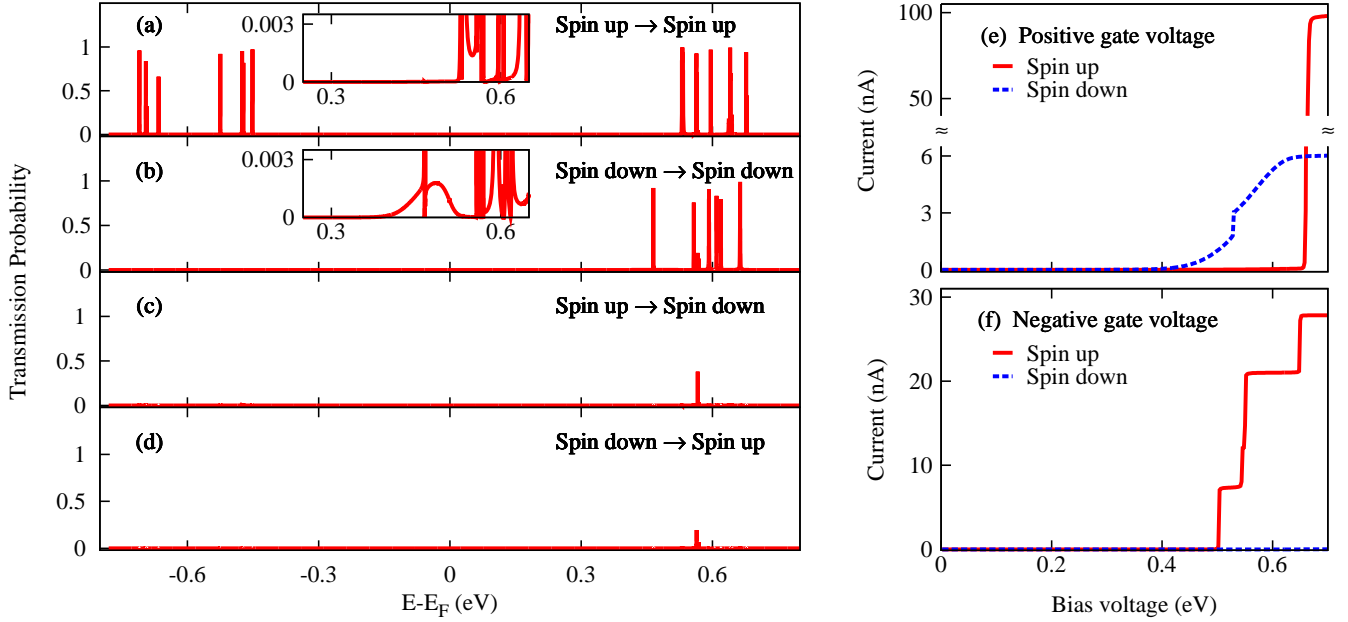 (a)
Spin up → Spin up
0.003
0
0.3
0.6
1
0.5
0
(b)
Spin down → Spin down
0.003
0
0.3
0.6
1
0.5
0
(c)
Spin up → Spin down
1
0.5
0
(d)
Spin down → Spin up
1
0.5
0
-0.6
-0.3
0
0.3
0.6
E-E_F (eV)
Transmission Probability
(e) Positive gate voltage
Spin up
Spin down
100
50
≈
≈
6
3
0
Current (nA)
(f) Negative gate voltage
Spin up
Spin down
30
20
10
0
Current (nA)
0
0.2
0.4
0.6
Bias voltage (eV)